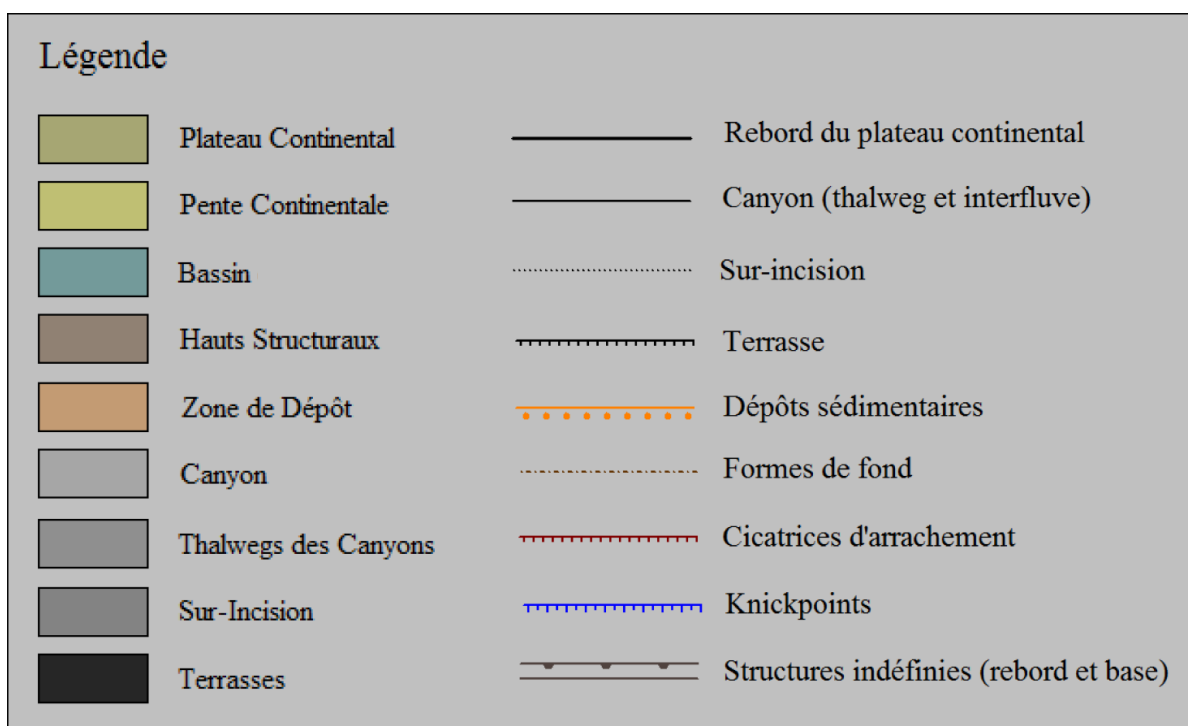 Légende
Plateau Continental
Pente Continentale
Bassin
Hauts Structuraux
Zone de Dépôt
Canyon
Thalwegs des Canyons
Sur-Incision
Terrasses
Rebord du plateau continental
Canyon (thalweg et interfluve)
Sur-incision
Terrasse
Dépôts sédimentaires
Formes de fond
Cicatrices d'arrachement
Knickpoints
Structures indéfinies (rebord et base)